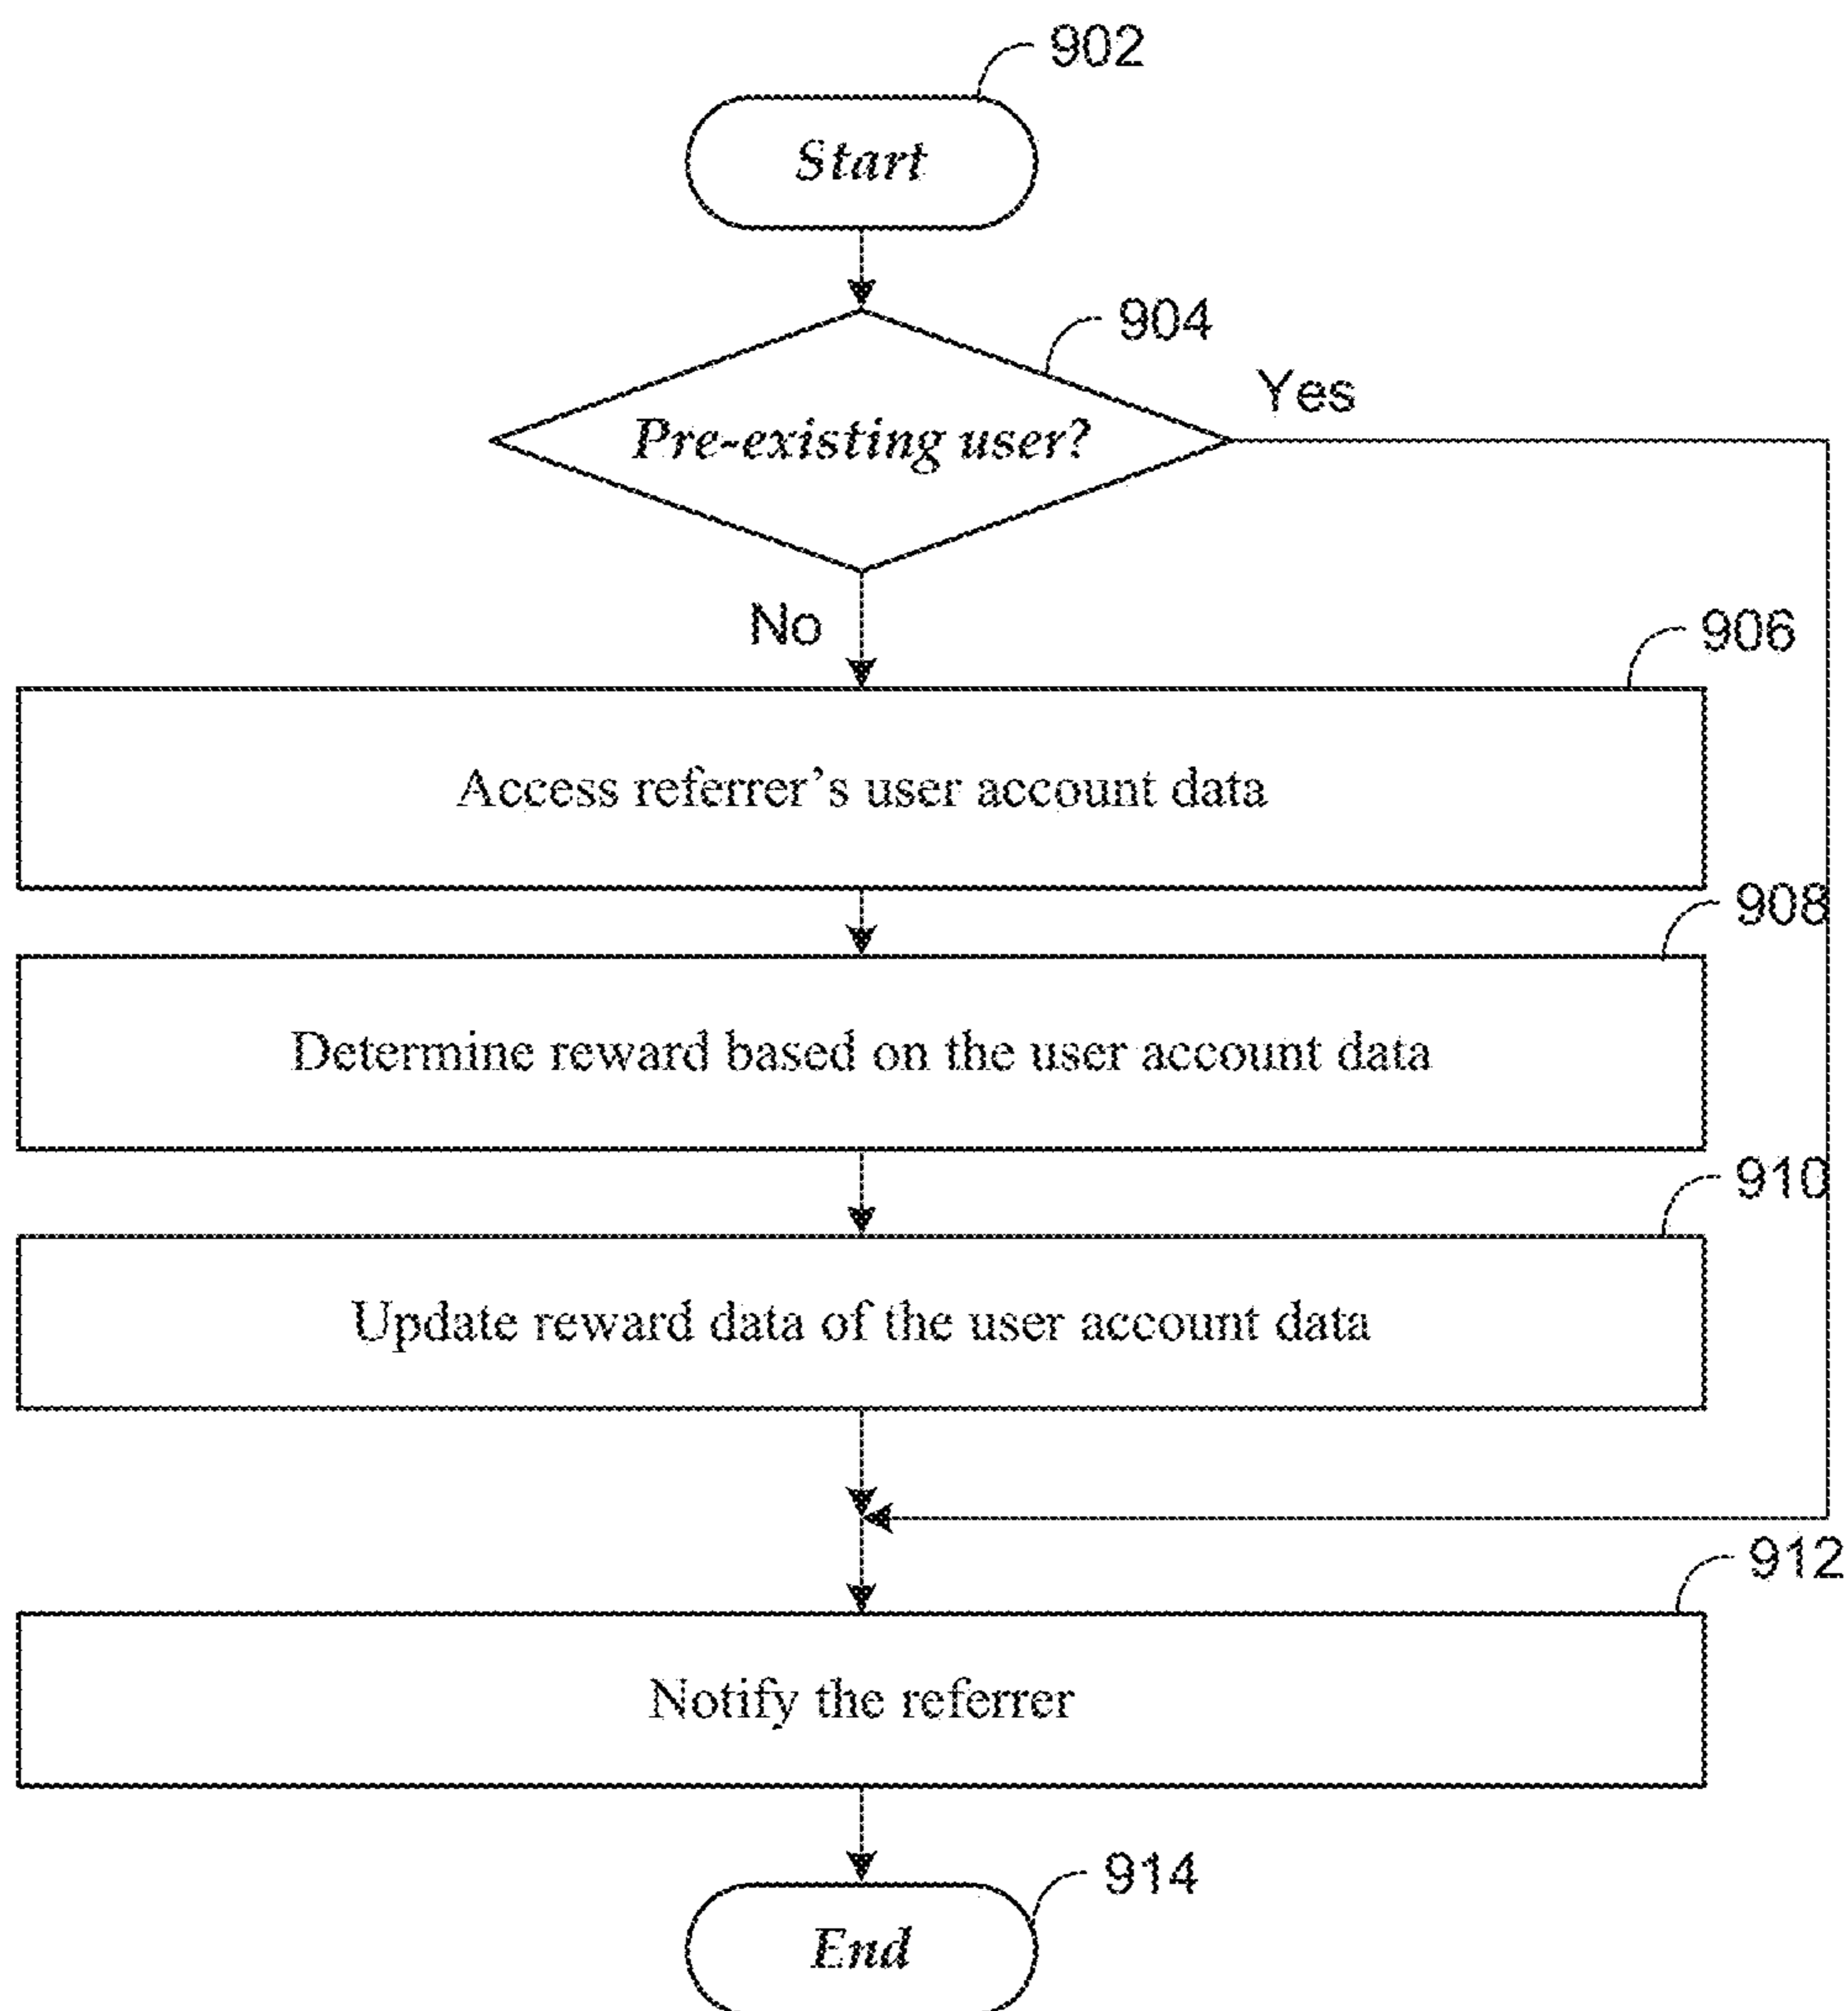 902
Start
904
Yes
Pre-existing user?
No
906
Access referrer's user account data
908
Determine reward based on the user account data
910
Update reward data of the user account data
912
Notify the referrer
914
End